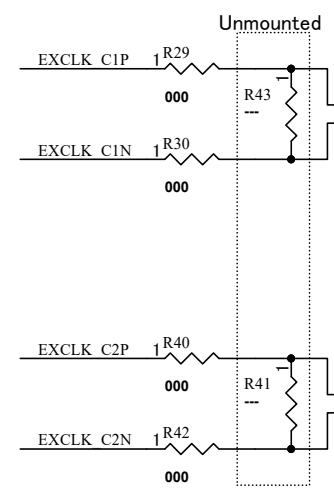 Unmounted
EXCLK_C1P 1 R29
000
R43 1
---
EXCLK_C1N 1 R30
000
EXCLK_C2P 1 R40
000
R41 1
---
EXCLK_C2N 1 R42
000